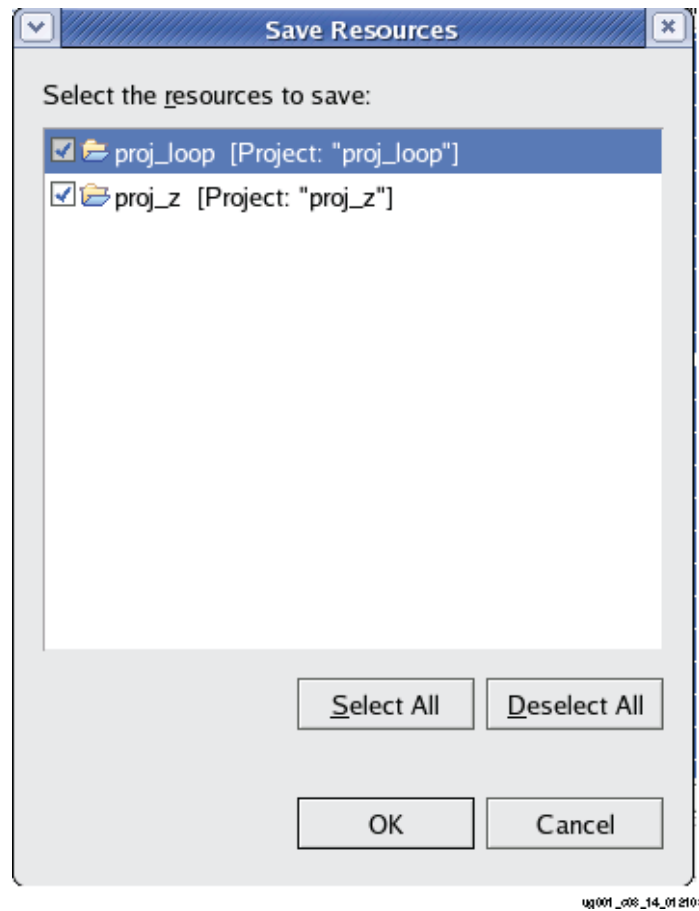 Save Resources
Select the resources to save:
proj_loop [Project: "proj_loop"]
proj_z [Project: "proj_z"]
Select All Deselect All
OK Cancel